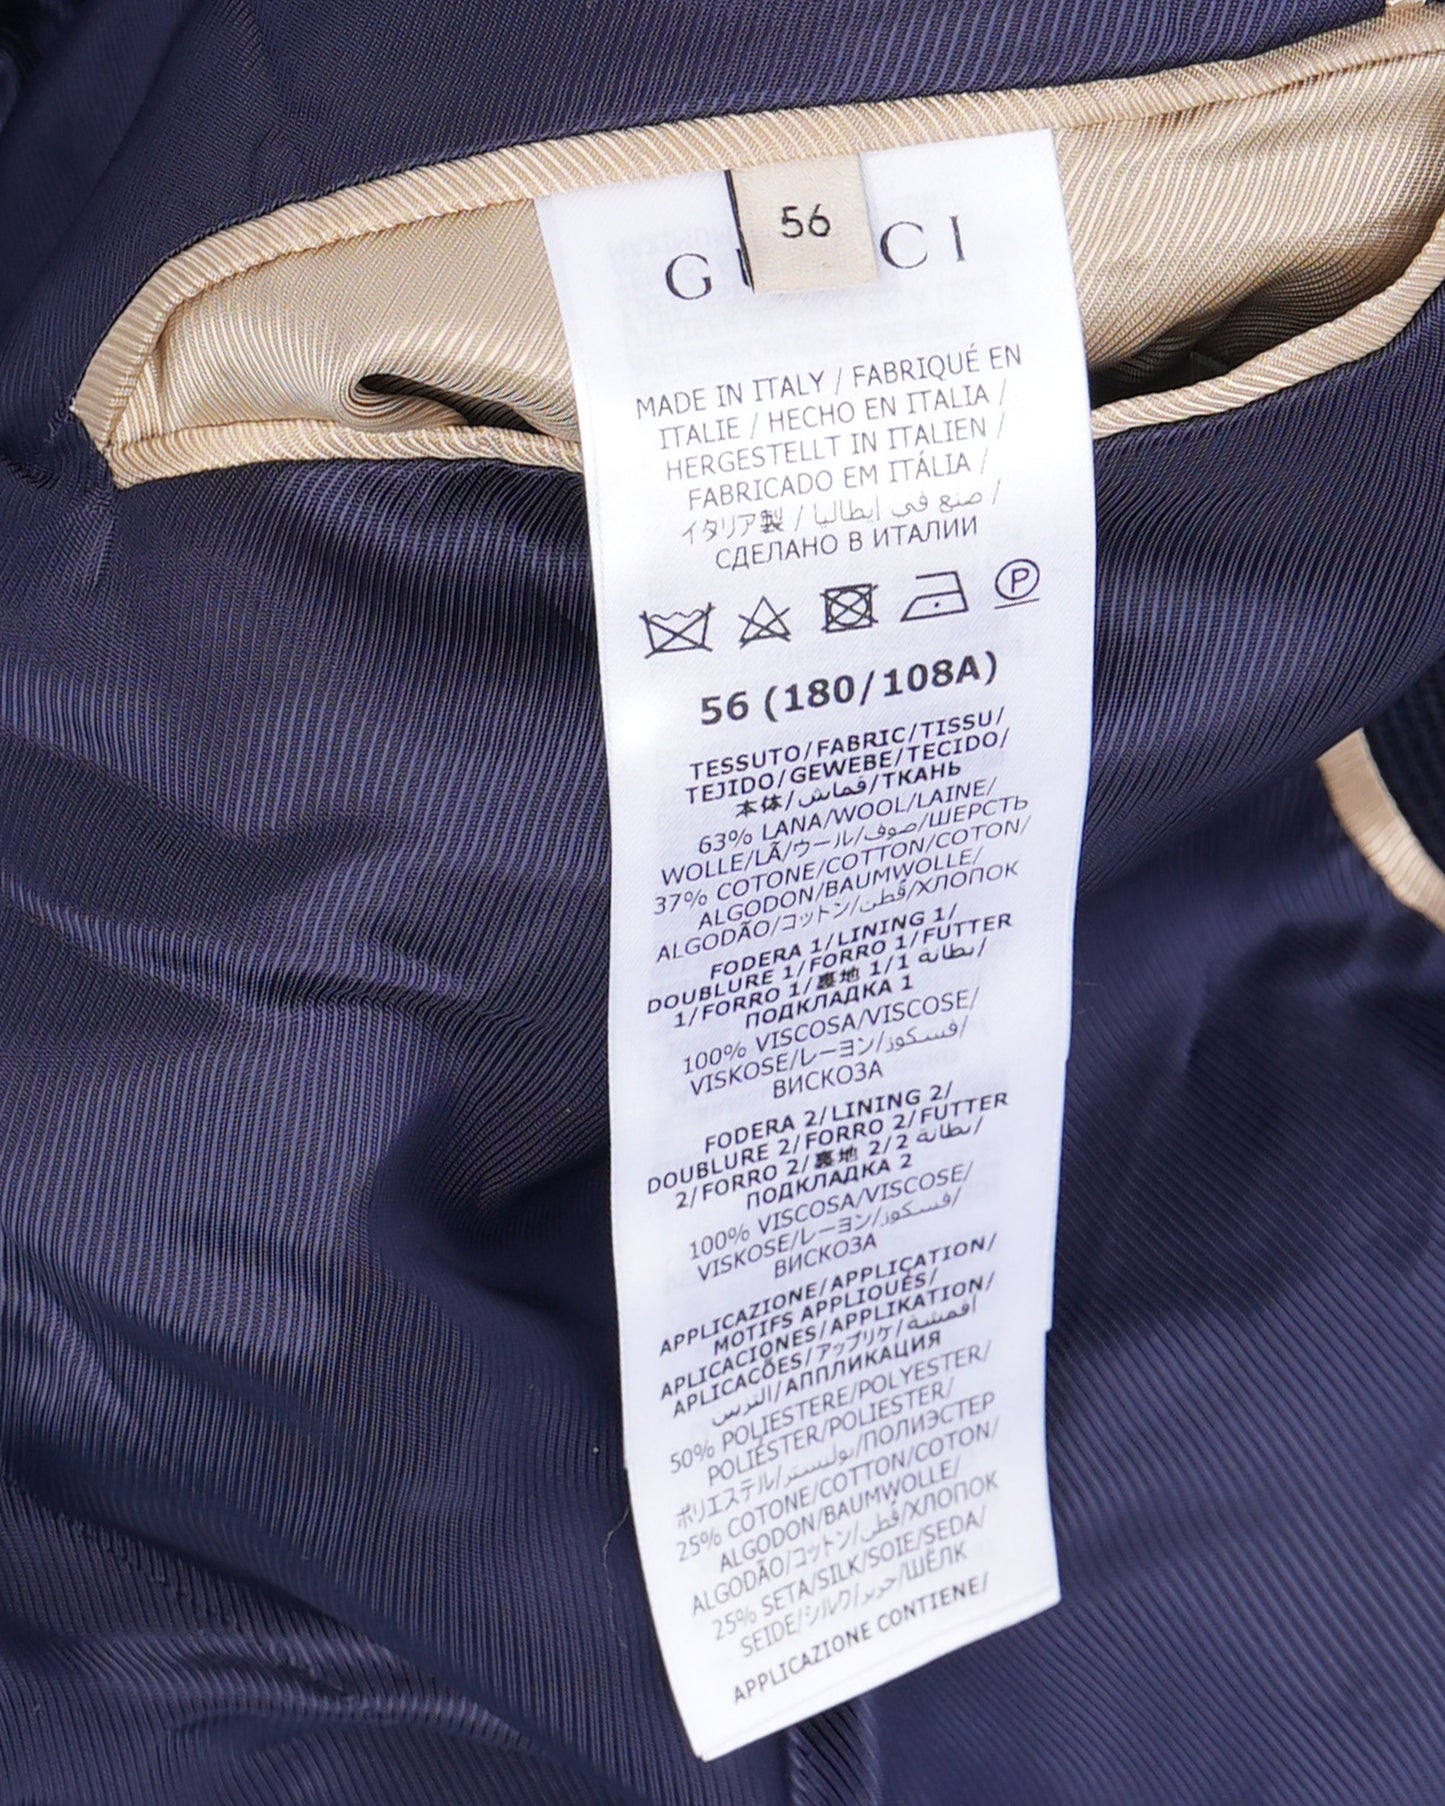 56
GUCCI
MADE IN ITALY / FABRIQUÉ EN
ITALIE / HECHO EN ITALIA /
HERGESTELLT IN ITALIEN /
FABRICADO EM ITÁLIA /
イタリア製 / صنع في إيطاليا /
СДЕЛАНО В ИТАЛИИ
P
56 (180/108A)
TESSUTO/FABRIC/TISSU/
TEJIDO/GEWEBE/TECIDO/
本体/قماش/ТКАНЬ
63% LANA/WOOL/LAINE/
WOLLE/LÃ/ウール/صوف/ШЕРСТЬ
37% COTONE/COTTON/COTON/
ALGODON/BAUMWOLLE/
ALGODÃO/コットン/قطن/ХЛОПОК
FODERA 1/LINING 1/
DOUBLURE 1/FORRO 1/FUTTER
1/FORRO 1/裏地 1/1 بطانة/
ПОДКЛАДКА 1
100% VISCOSA/VISCOSE/
VISKOSE/レーヨン/فسكوز/
ВИСКОЗА
FODERA 2/LINING 2/
DOUBLURE 2/FORRO 2/FUTTER
2/FORRO 2/裏地 2/2 بطانة/
ПОДКЛАДКА 2
100% VISCOSA/VISCOSE/
VISKOSE/レーヨン/فسكوز/
ВИСКОЗА
APPLICAZIONE/APPLICATION/
MOTIFS APPLIQUÉS/
APLICACIONES/APPLIKATION/
APLICACÕES/アップリケ/أقمشة
التزيين/АППЛИКАЦИЯ
50% POLIESTERE/POLYESTER/
POLIÉSTER/POLIESTER/
ポリエステル/بوليستر/ПОЛИЭСТЕР
25% COTONE/COTTON/COTON/
ALGODON/BAUMWOLLE/
ALGODÃO/コットン/قطن/ХЛОПОК
25% SETA/SILK/SOIE/SEDA/
SEIDE/シルク/حرير/ШЁЛК
APPLICAZIONE CONTIENE/